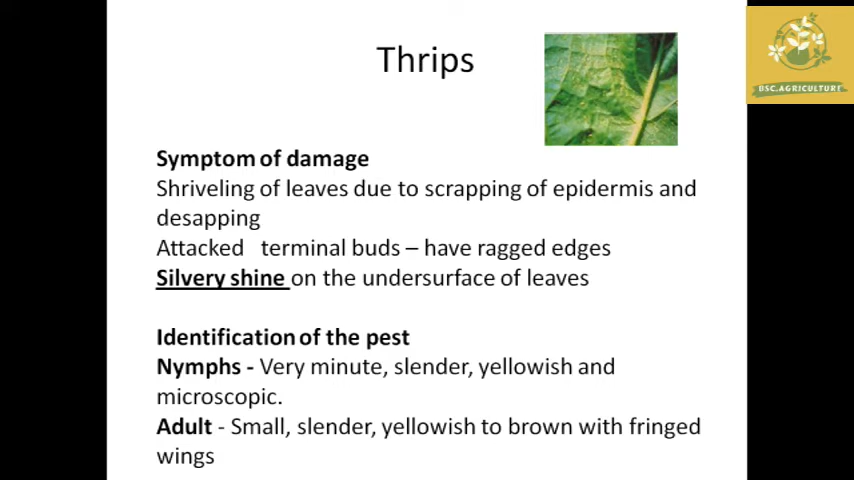 Thrips
BSC.AGRICULTURE
Symptom of damage
Shriveling of leaves due to scrapping of epidermis and
desapping
Attacked terminal buds – have ragged edges
Silvery shine on the undersurface of leaves
Identification of the pest
Nymphs - Very minute, slender, yellowish and
microscopic.
Adult - Small, slender, yellowish to brown with fringed
wings